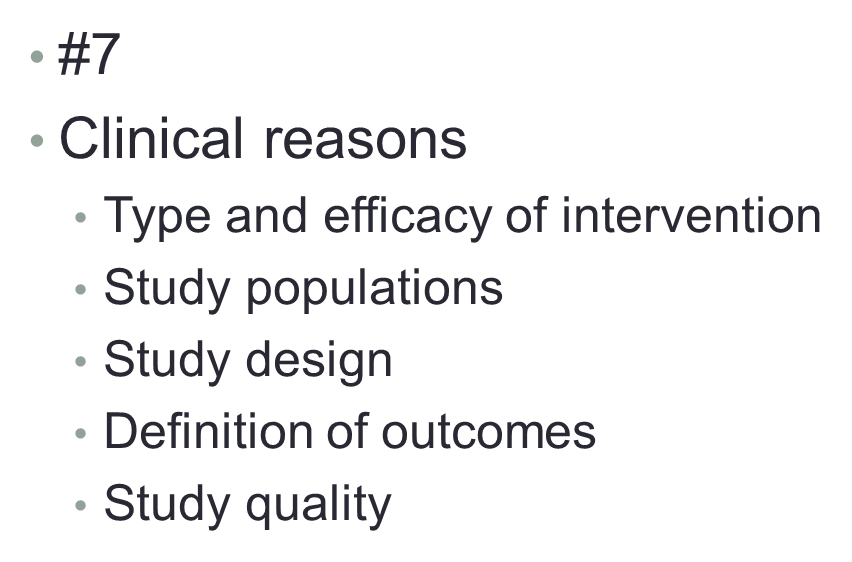 • #7
• Clinical reasons
• Type and efficacy of intervention
• Study populations
• Study design
• Definition of outcomes
• Study quality